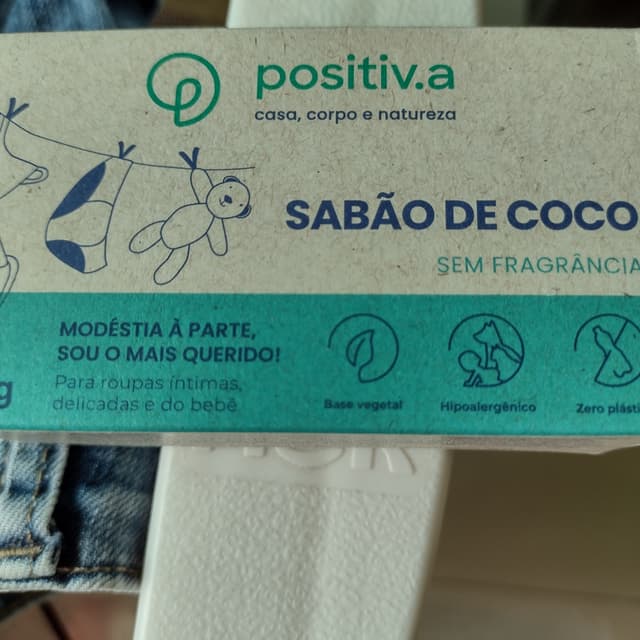 positiv.a
casa, corpo e natureza
SABÃO DE COCO
SEM FRAGRÂNCIA
MODÉSTIA À PARTE,
SOU O MAIS QUERIDO!
Para roupas íntimas,
delicadas e do bebê
g
Base vegetal
Hipoalergênico
Zero plásti